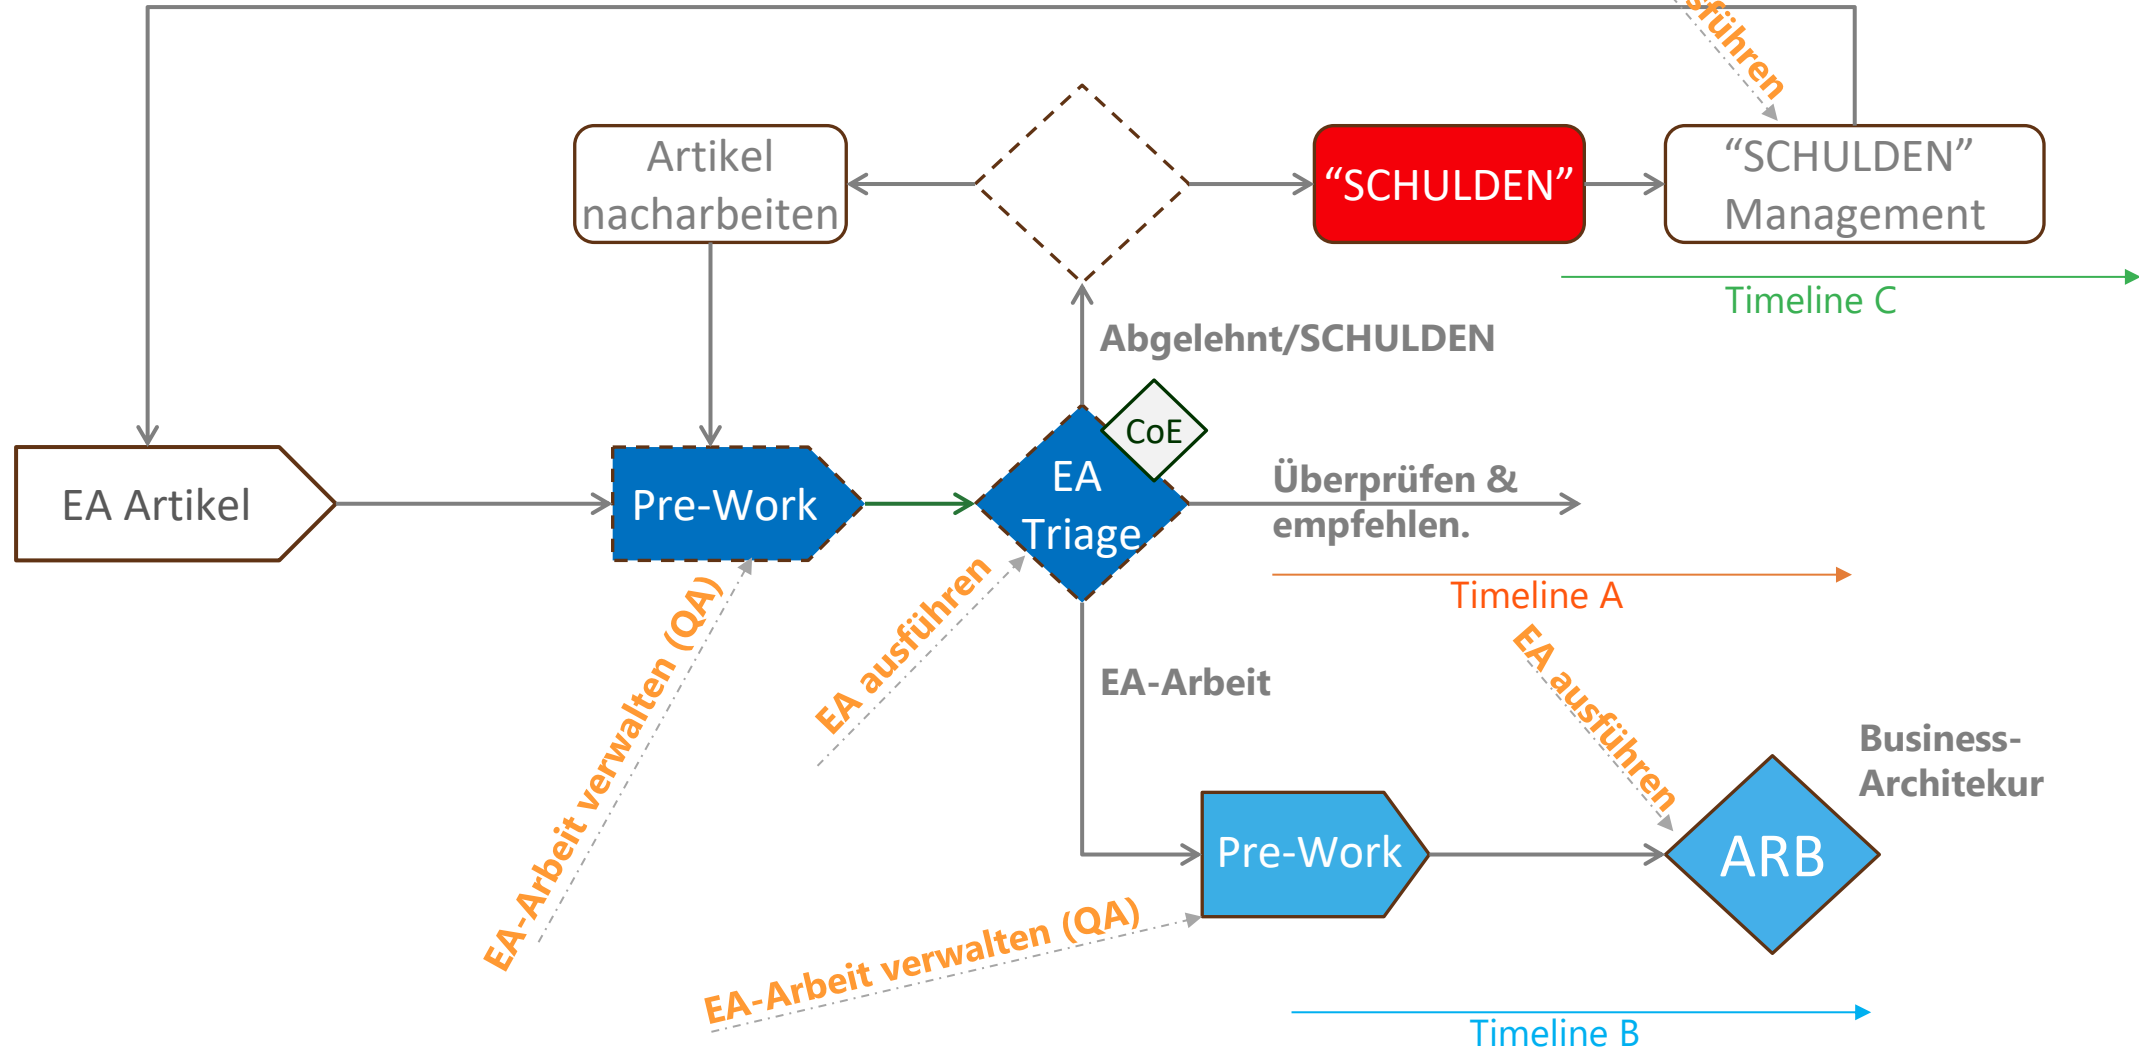 Artikel
nacharbeiten
“SCHULDEN”
“SCHULDEN”
Management
Timeline C
Abgelehnt/SCHULDEN
CoE
EA Artikel
Pre-Work
EA
Triage
Überprüfen &
empfehlen.
Timeline A
EA-Arbeit verwalten (QA)
EA ausführen
EA-Arbeit
EA ausführen
Business-
Architekur
Pre-Work
ARB
EA-Arbeit verwalten (QA)
Timeline B